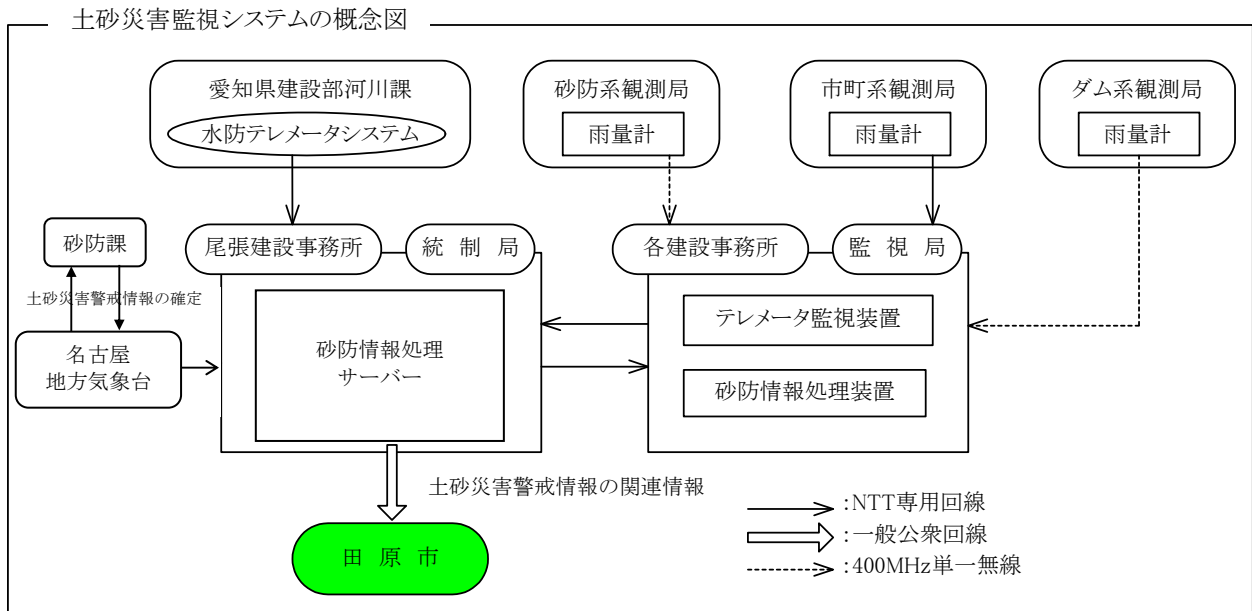 土砂災害監視システムの概念図
愛知県建設部河川課
水防テレメータシステム
砂防系観測局
雨量計
市町系観測局
雨量計
ダム系観測局
雨量計
砂防課
土砂災害警戒情報の確定
名古屋
地方気象台
尾張建設事務所
統 制 局
砂防情報処理
サーバー
各建設事務所
監 視 局
テレメータ監視装置
砂防情報処理装置
土砂災害警戒情報の関連情報
田 原 市
:NTT専用回線
:一般公衆回線
:400MHz単一無線